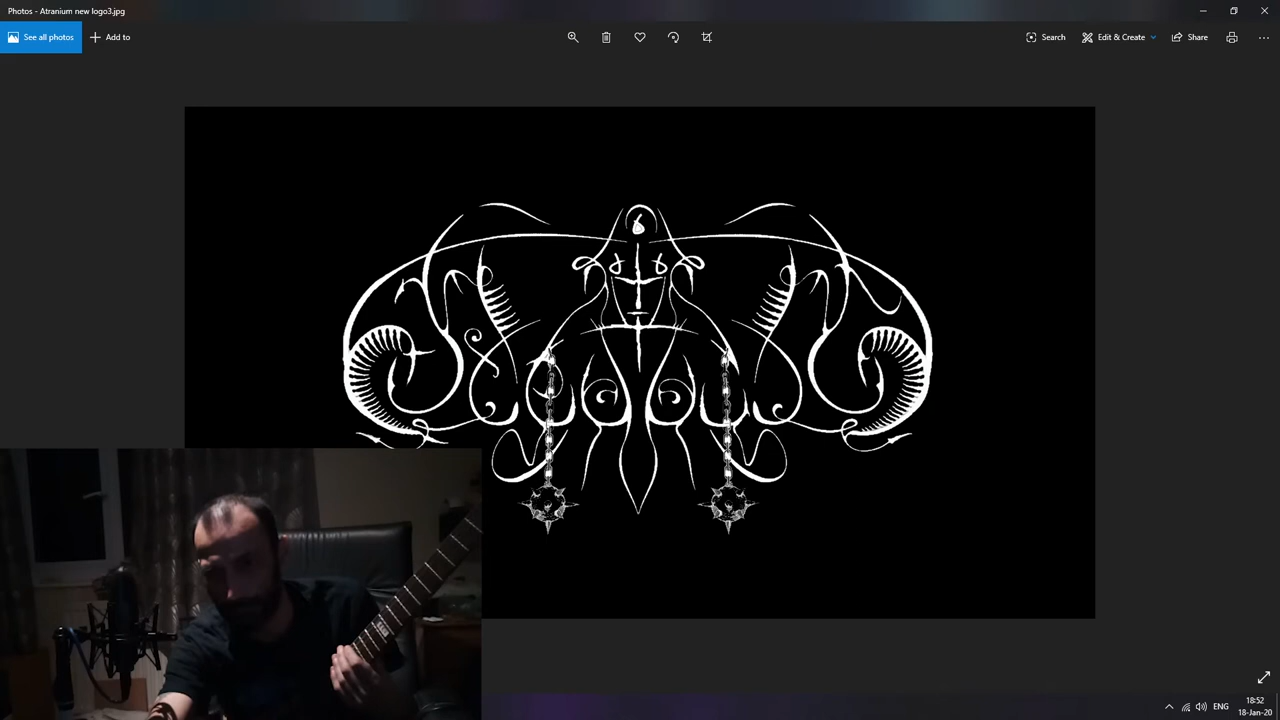 Photos - Atranium new logo3.jpg
See all photos
Add to
Search
Edit & Create
Share
ENG
18:52
18-Jan-20